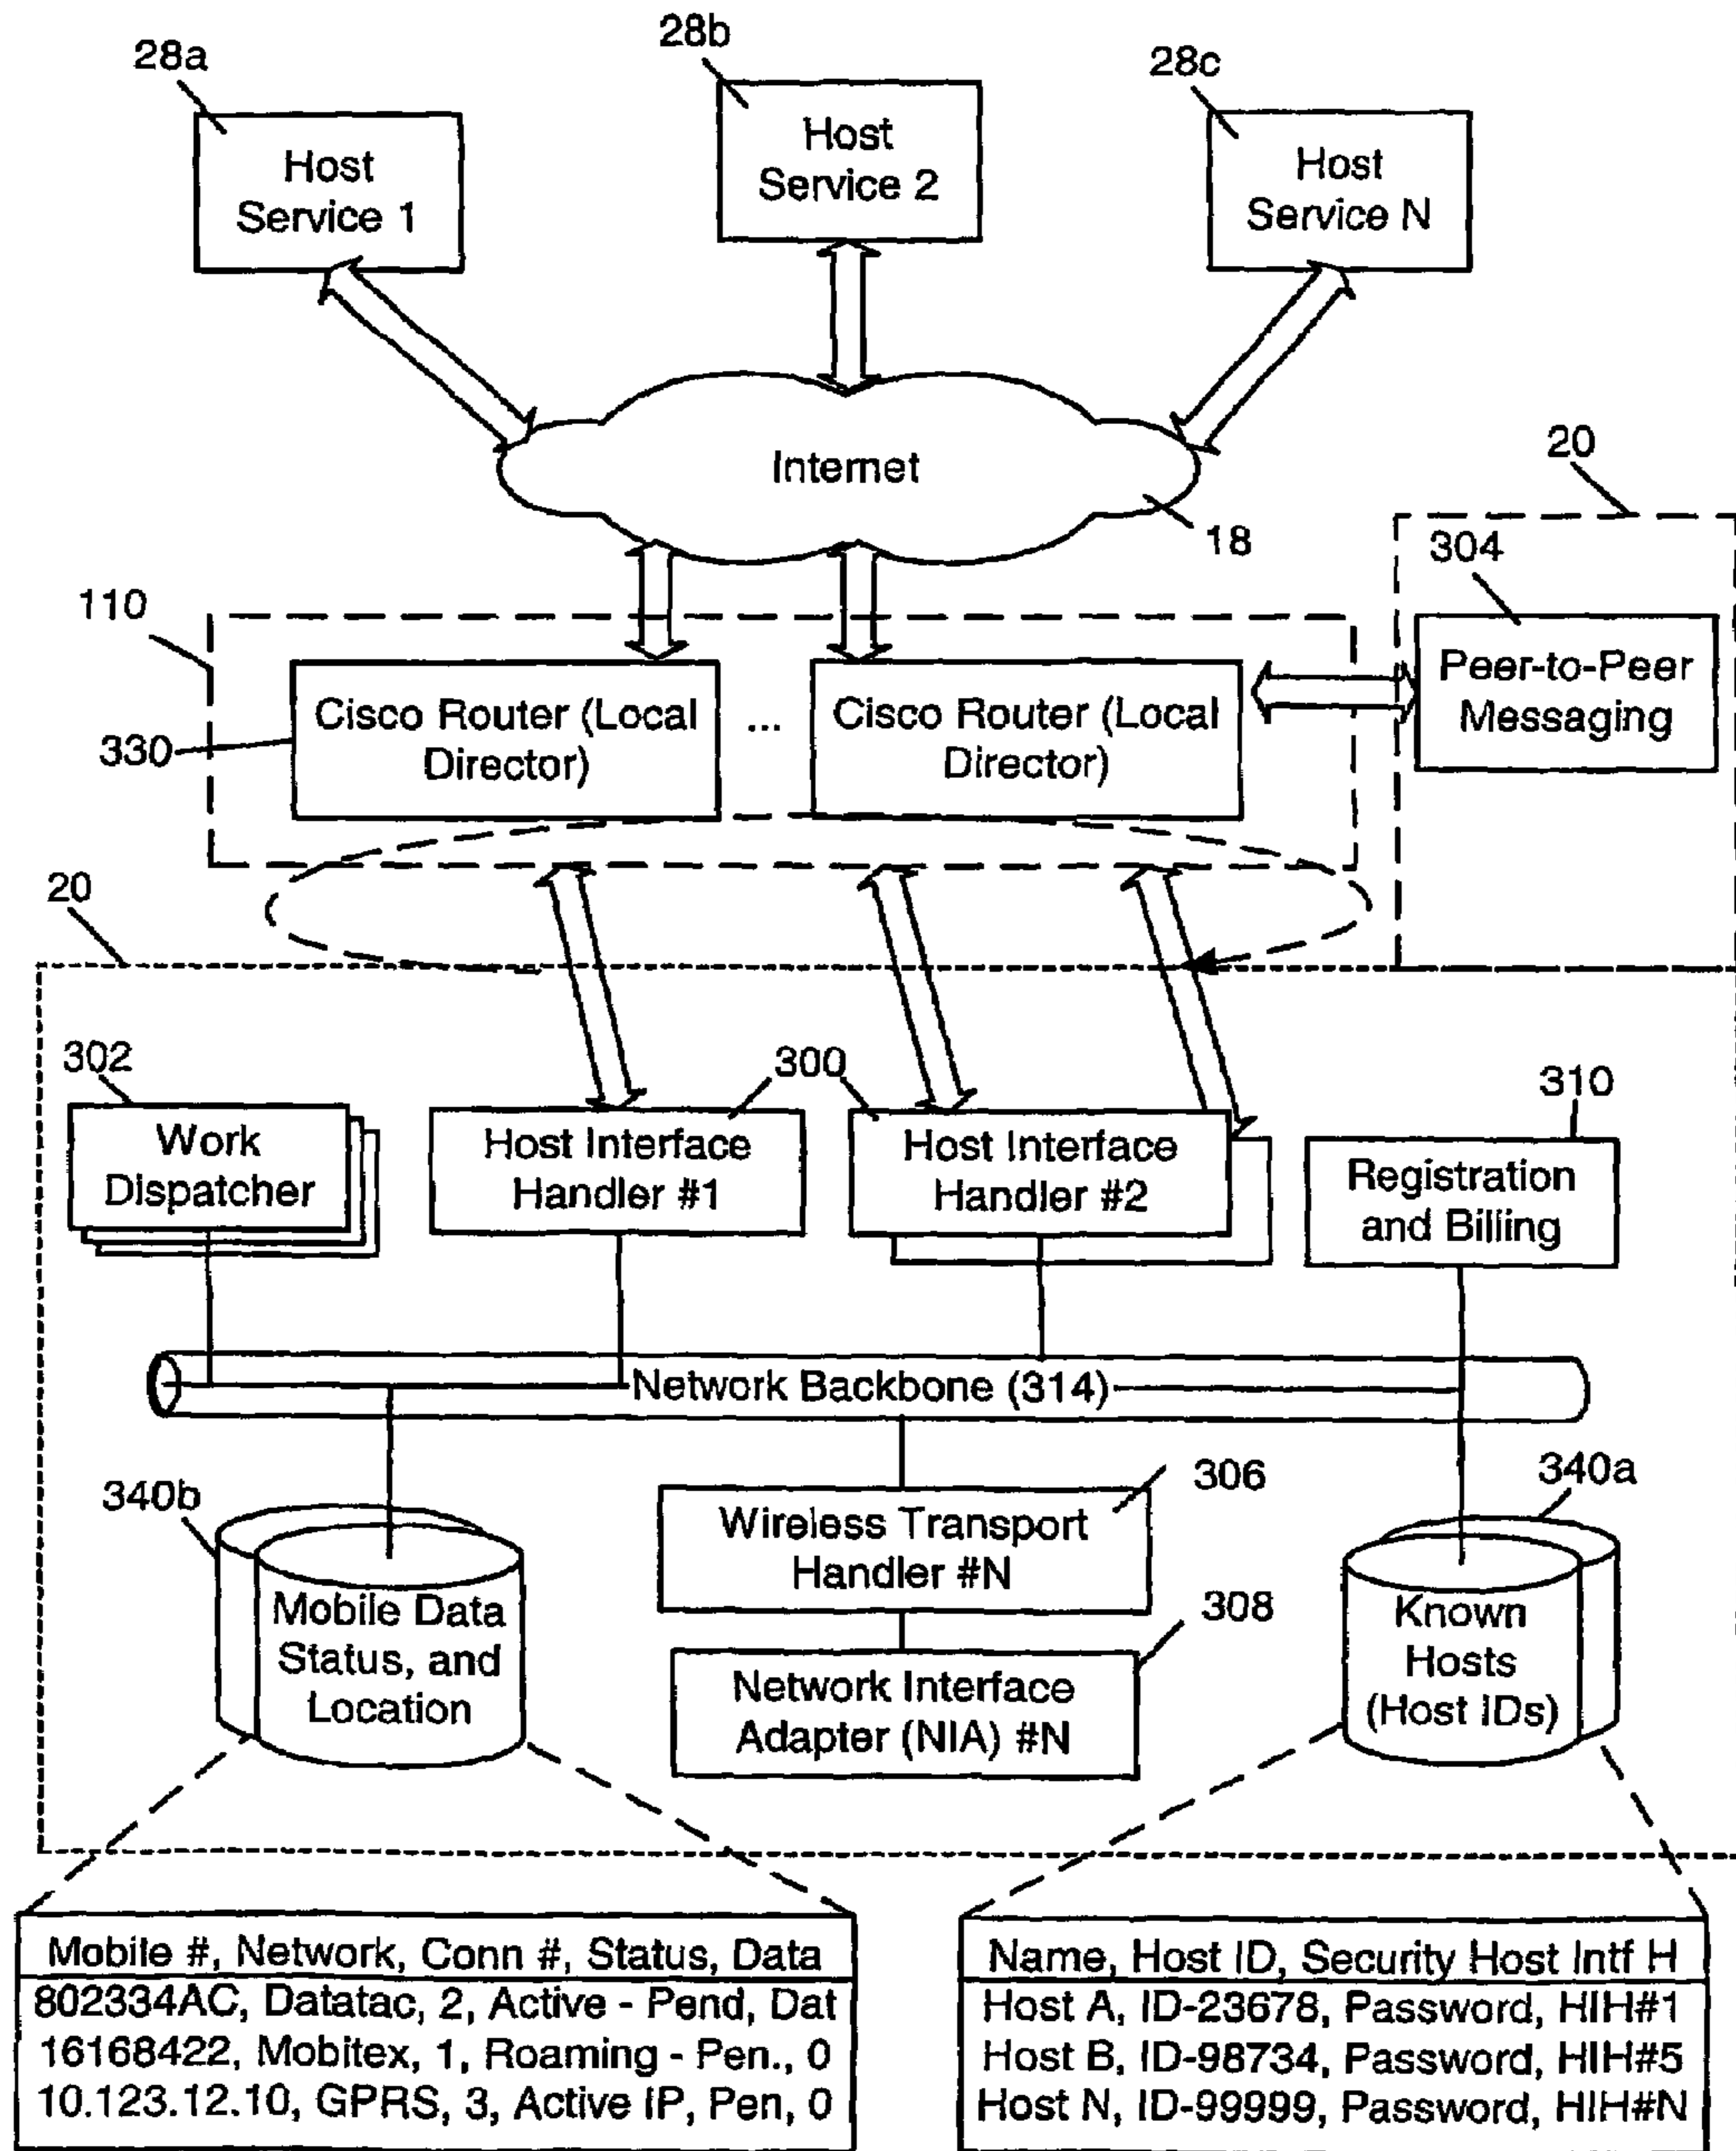 28a
28b
28c
Host
Service 1
Host
Service 2
Host
Service N
Internet
18
20
110
304
Cisco Router (Local
Director)
...
Cisco Router (Local
Director)
Peer-to-Peer
Messaging
330
20
302
300
310
Work
Dispatcher
Host Interface
Handler #1
Host Interface
Handler #2
Registration
and Billing
Network Backbone (314)
340b
306
340a
Wireless Transport
Handler #N
Mobile Data
Status, and
Location
308
Network Interface
Adapter (NIA) #N
Known
Hosts
(Host IDs)
Mobile #, Network, Conn #, Status, Data
802334AC, Datatac, 2, Active - Pend, Dat
16168422, Mobitex, 1, Roaming - Pen., 0
10.123.12.10, GPRS, 3, Active IP, Pen, 0
Name, Host ID, Security Host Intf H
Host A, ID-23678, Password, HIH#1
Host B, ID-98734, Password, HIH#5
Host N, ID-99999, Password, HIH#N